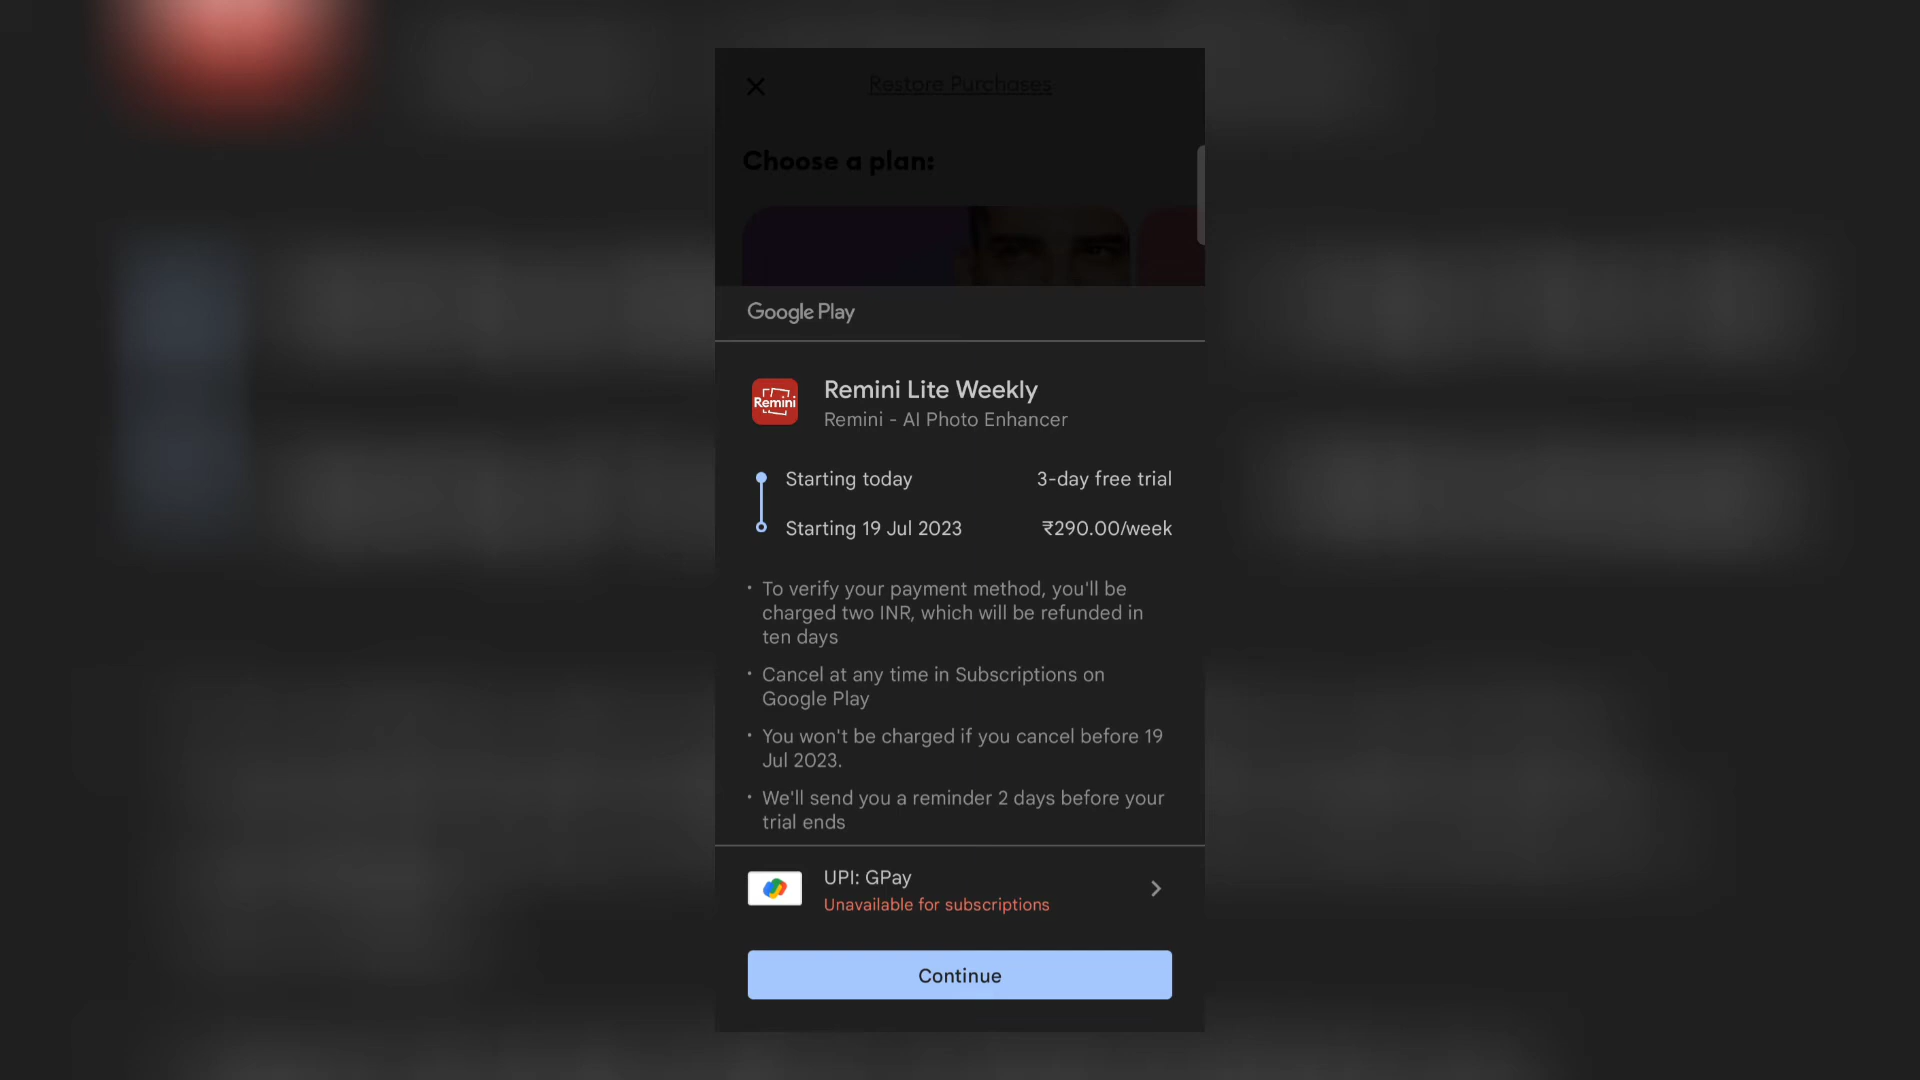 Restore Purchases
Choose a plan:
Google Play
Remini
Remini Lite Weekly
Remini - AI Photo Enhancer
Starting today 3-day free trial
Starting 19 Jul 2023 ₹290.00/week
• To verify your payment method, you'll be
charged two INR, which will be refunded in
ten days
• Cancel at any time in Subscriptions on
Google Play
• You won't be charged if you cancel before 19
Jul 2023.
• We'll send you a reminder 2 days before your
trial ends
UPI: GPay
Unavailable for subscriptions
Continue